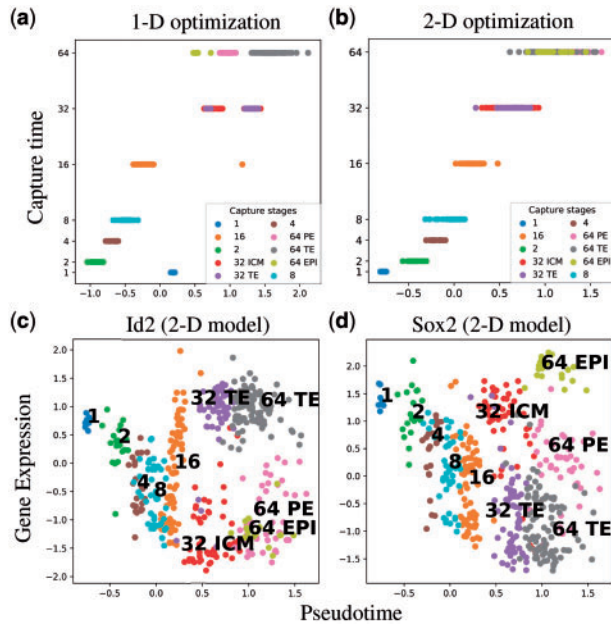 (a) 1-D optimization
(b) 2-D optimization
Capture time
64
32
16
8
4
2
1
Capture stages
1
16
2
32 ICM
32 TE
4
64 PE
64 TE
64 EPI
8
-1.0 -0.5 0.0 0.5 1.0 1.5 2.0
64
32
16
8
4
2
1
Capture stages
1
16
2
32 ICM
32 TE
4
64 PE
64 TE
64 EPI
8
-0.5 0.0 0.5 1.0 1.5
(c) Id2 (2-D model)
(d) Sox2 (2-D model)
Gene Expression
2.0
1.5
1.0
0.5
0.0
-0.5
-1.0
-1.5
-2.0
1
2
4
8
16
32 TE
64 TE
64 PE
64 EPI
32 ICM
-0.5 0.0 0.5 1.0 1.5
2.0
1.5
1.0
0.5
0.0
-0.5
-1.0
-1.5
1
2
4
8
16
32 ICM
64 EPI
64 PE
32 TE
64 TE
-0.5 0.0 0.5 1.0 1.5
Pseudotime